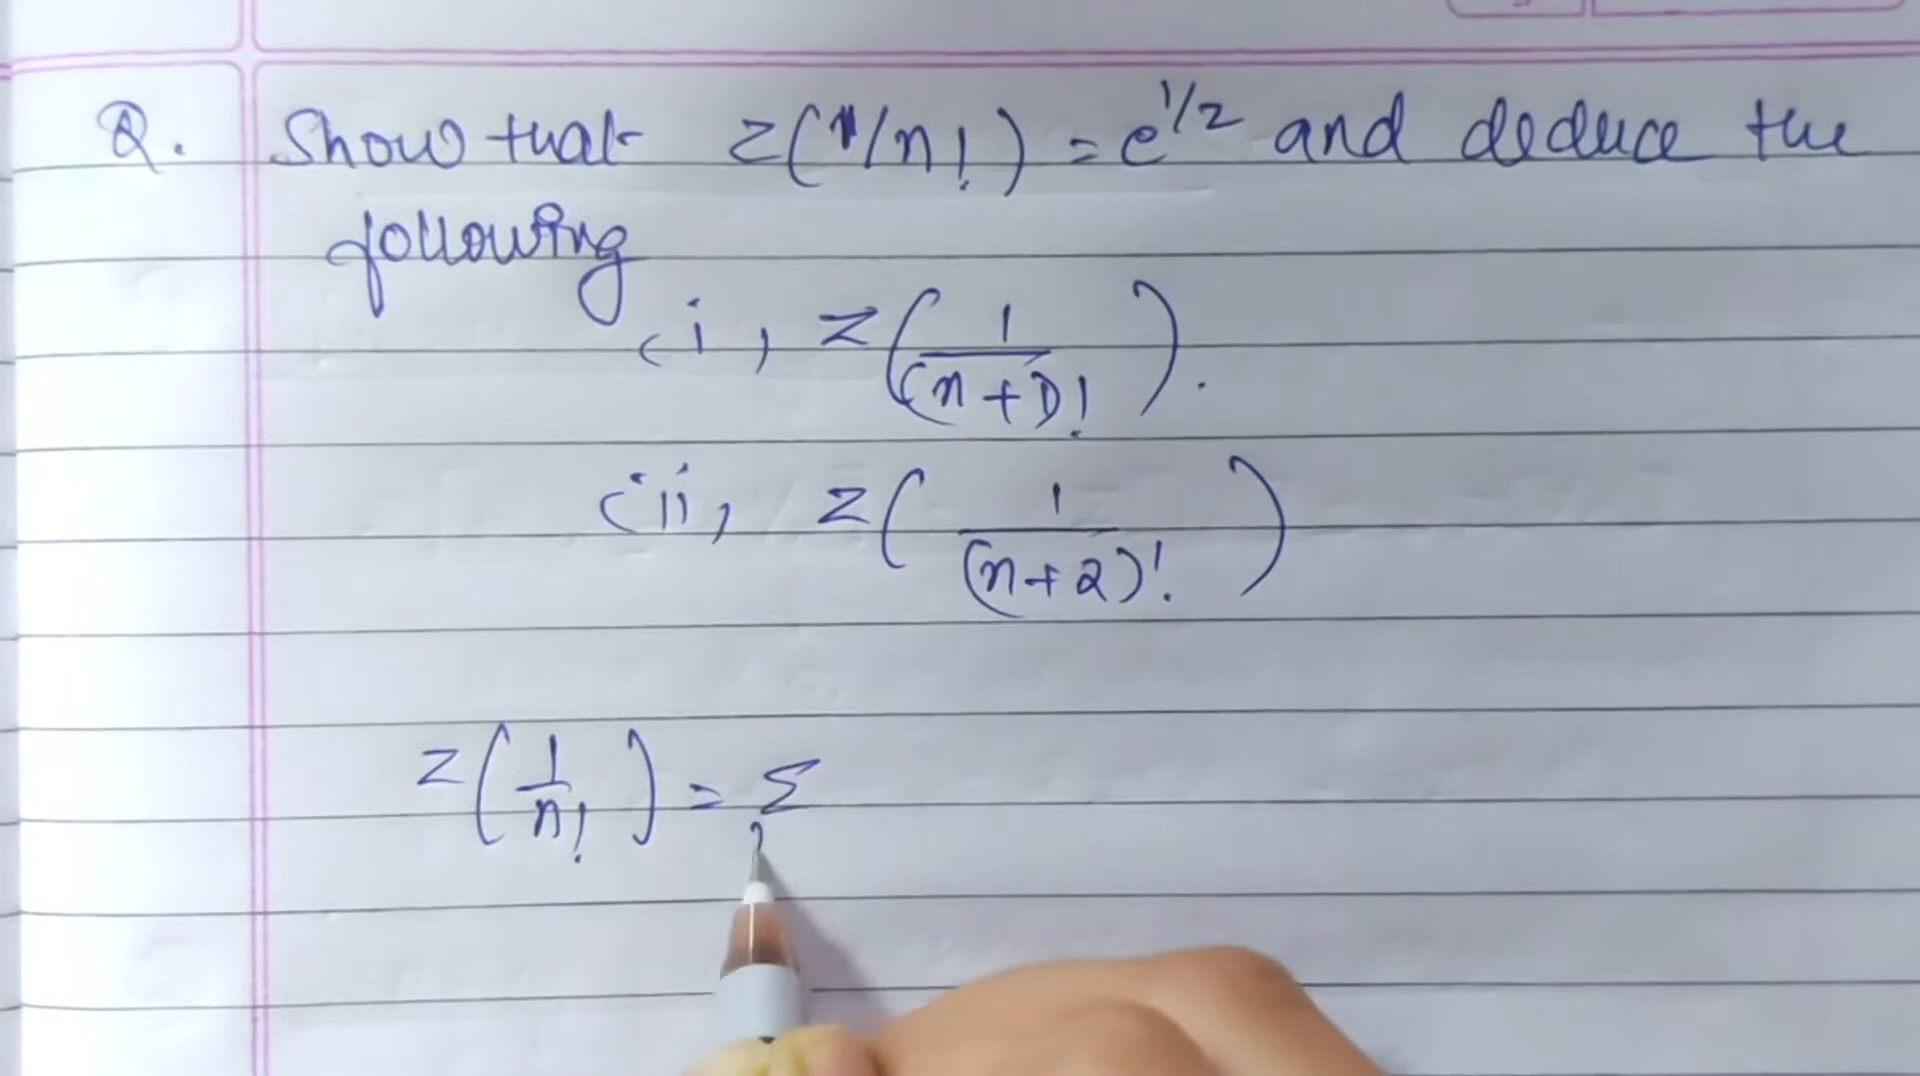 Q. Show that z(1/n!) = e^1/z and deduce the
following
(i) z(1/(n+1)!).
(ii) z(1/(n+2)!)
z(1/n!) = Σ